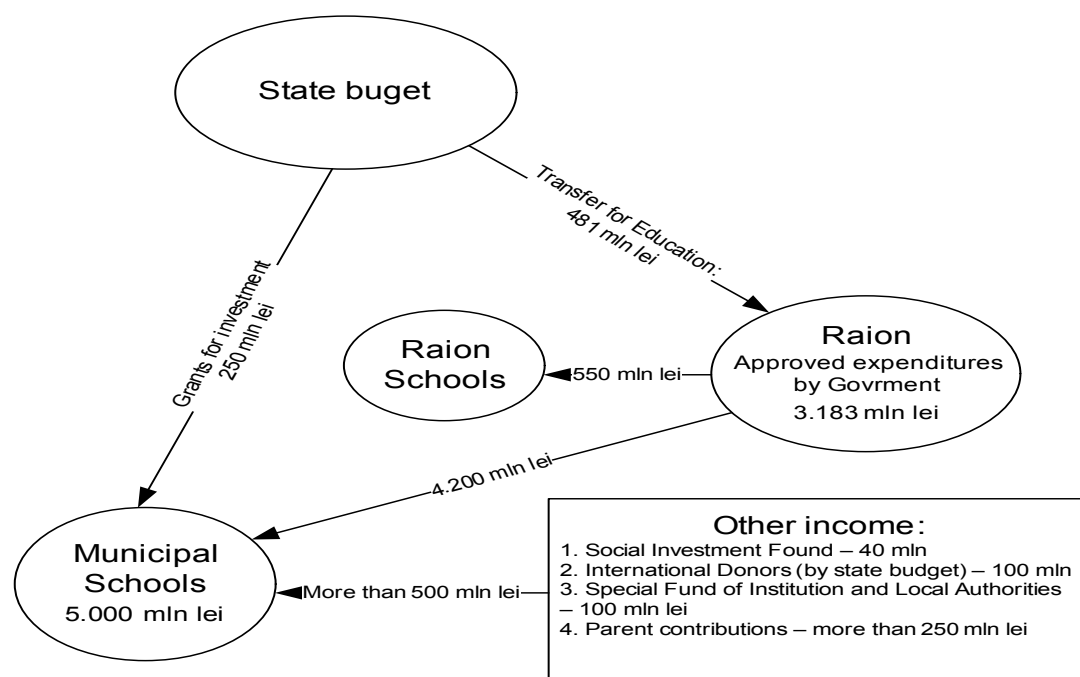 State buget
Transfer for Education:
481 mln lei
Grants for investment
250 mln lei
Raion
Schools
550 mln lei
Raion
Approved expenditures
by Govrment
3.183 mln lei
4.200 mln lei
Municipal
Schools
5.000 mln lei
More than 500 mln lei
Other income:
1. Social Investment Found – 40 mln
2. International Donors (by state budget) – 100 mln
3. Special Fund of Institution and Local Authorities
– 100 mln lei
4. Parent contributions – more than 250 mln lei